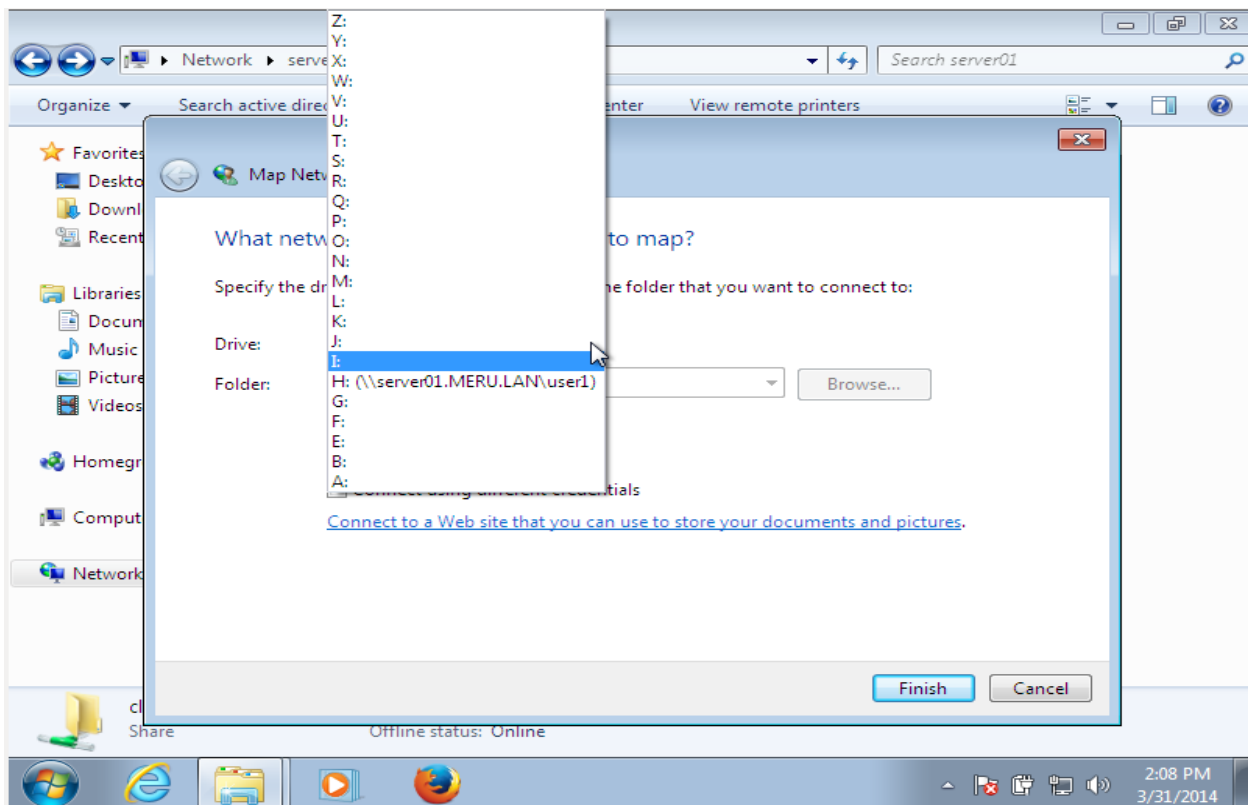 Network ▸ serve
Search server01
Organize
Search active direc
enter
View remote printers
Favorites
Deskto
Downl
Recent
Libraries
Docum
Music
Picture
Videos
Homegr
Comput
Network
Map Netw
What netw
to map?
Specify the dr
he folder that you want to connect to:
Drive:
Folder:
Z:
Y:
X:
W:
V:
U:
T:
S:
R:
Q:
P:
O:
N:
M:
L:
K:
J:
I:
H: (\\server01.MERU.LAN\user1)
G:
F:
E:
B:
A:
Browse...
Connect using different credentials
Connect to a Web site that you can use to store your documents and pictures.
Finish
Cancel
cl
Share
Offline status: Online
2:08 PM
3/31/2014